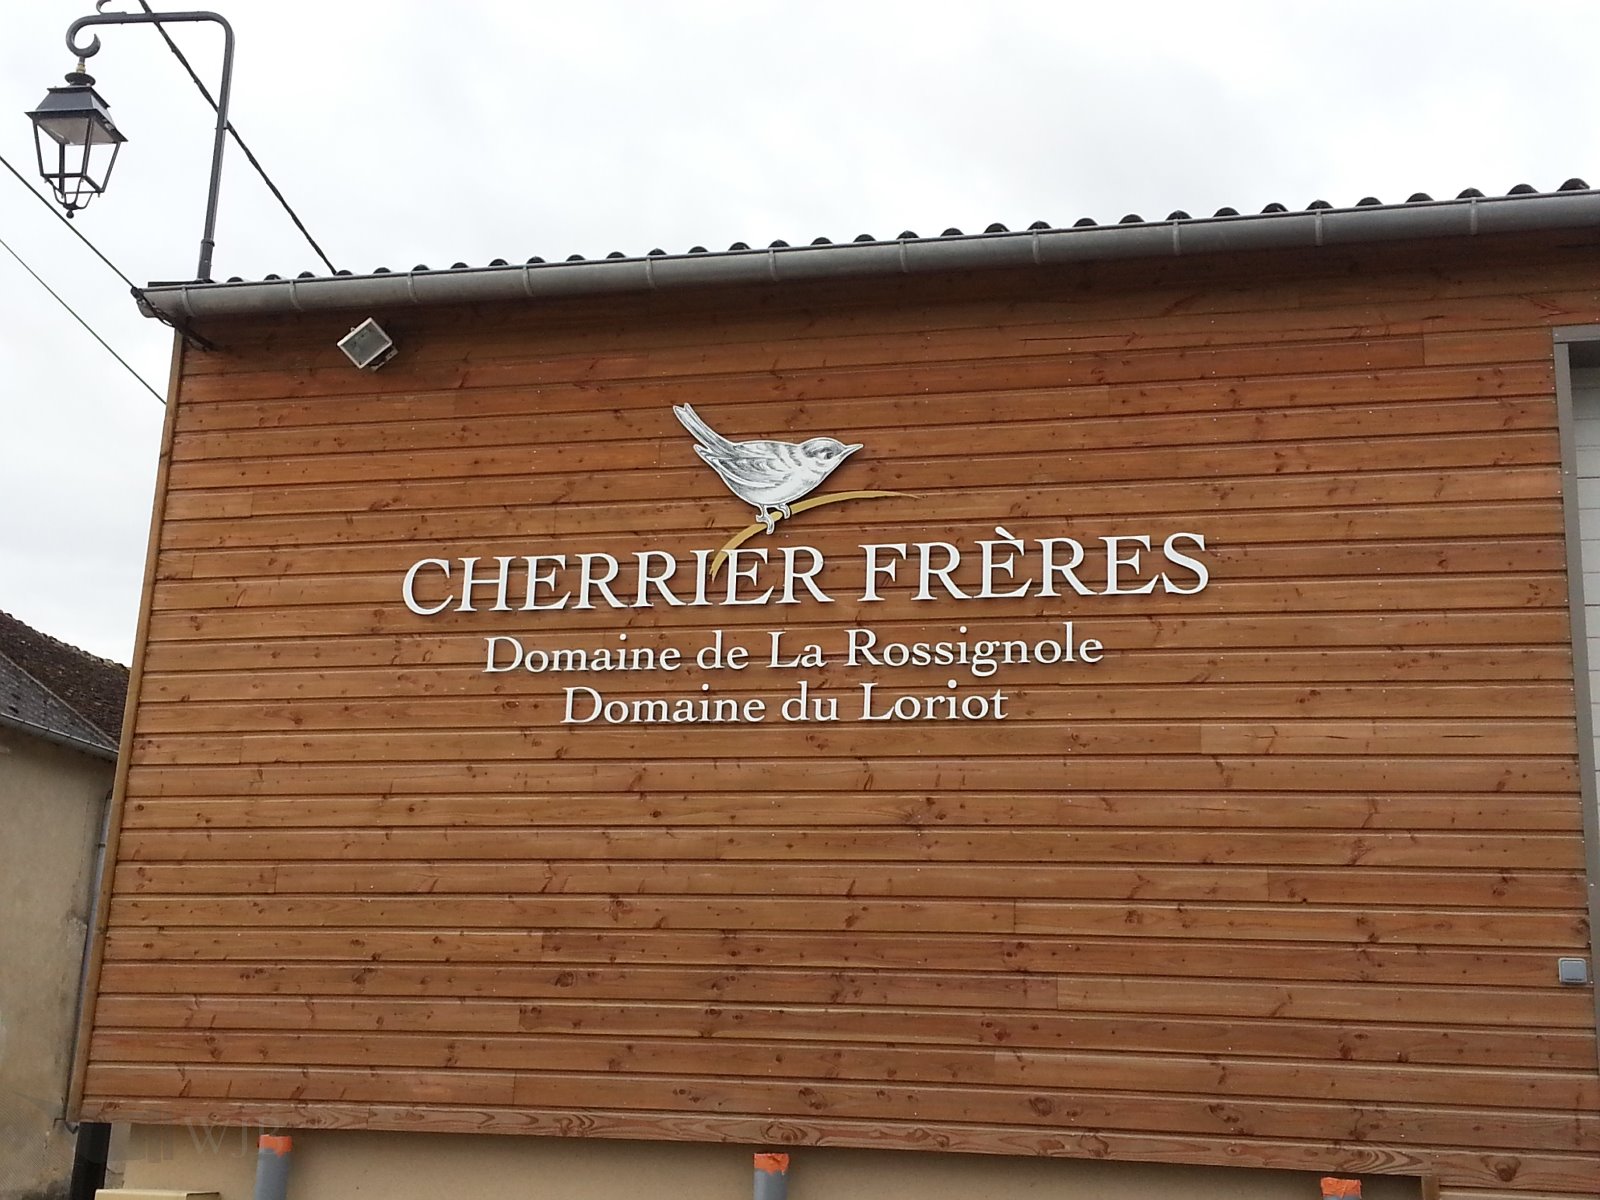 CHERRIER FRÈRES
Domaine de La Rossignole
Domaine du Loriot